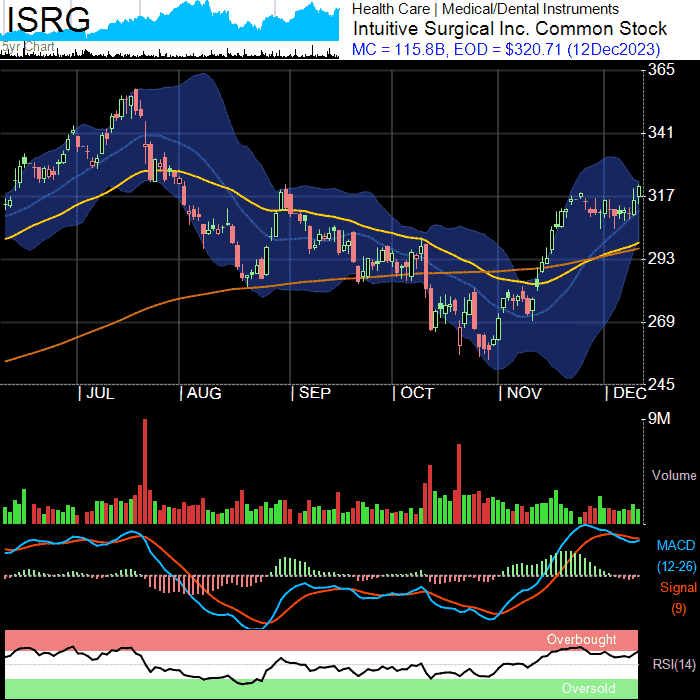 ISRG
5yr Chart
Health Care | Medical/Dental Instruments
Intuitive Surgical Inc. Common Stock
MC = 115.8B, EOD = $320.71 (12Dec2023)
365
341
317
293
269
245
JUL
AUG
SEP
OCT
NOV
DEC
9M
Volume
MACD
(12-26)
Signal
(9)
Overbought
RSI(14)
Oversold